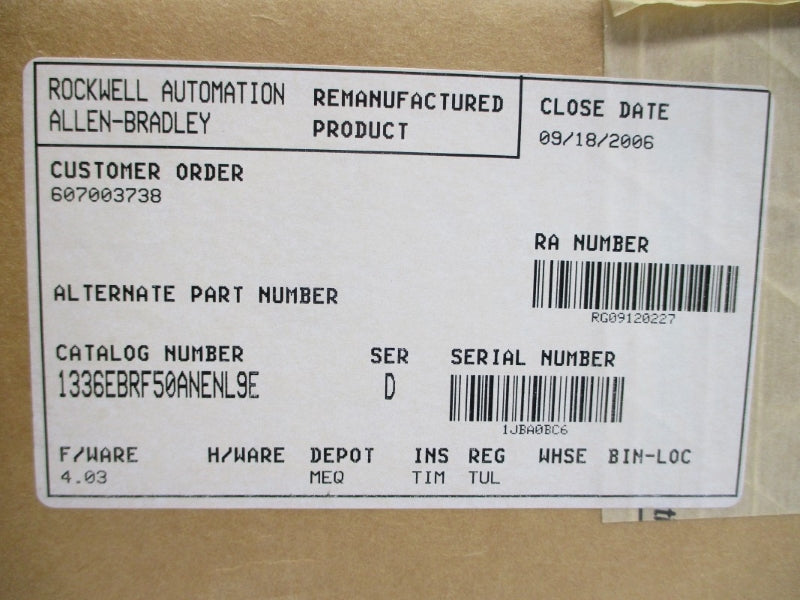 ROCKWELL AUTOMATION REMANUFACTURED CLOSE DATE
ALLEN-BRADLEY PRODUCT 09/18/2006
CUSTOMER ORDER
607003738
RA NUMBER
RG09120227
ALTERNATE PART NUMBER
CATALOG NUMBER SER SERIAL NUMBER
1336EBRF50ANENL9E D
1JBA0BC6
F/WARE H/WARE DEPOT INS REG WHSE BIN-LOC
4.03 MEQ TIM TUL